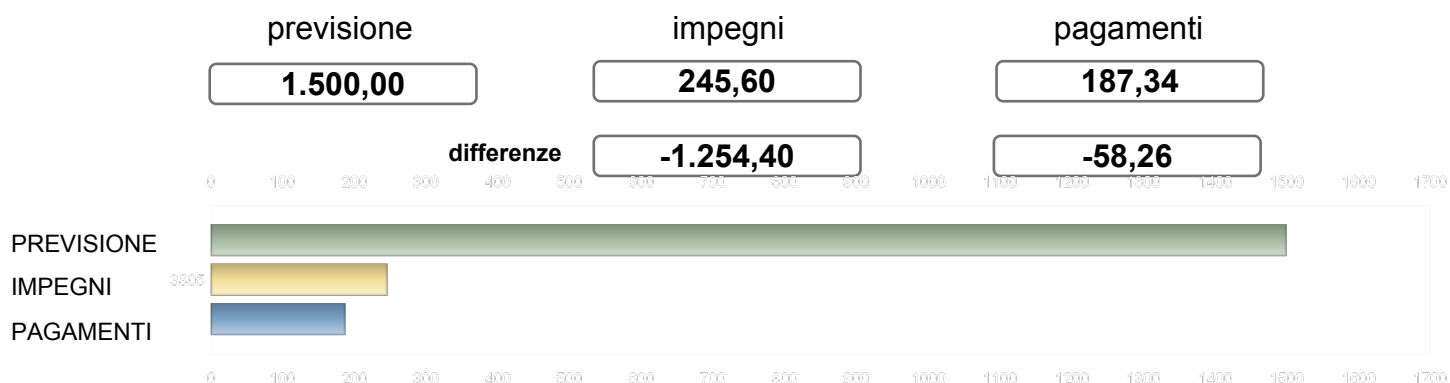 previsione impegni pagamenti
1.500,00 245,60 187,34
differenze -1.254,40 -58,26
0 100 200 300 400 500 600 700 800 900 1000 1100 1200 1300 1400 1500 1600 1700
PREVISIONE
3805
IMPEGNI
PAGAMENTI
0 100 200 300 400 500 600 700 800 900 1000 1100 1200 1300 1400 1500 1600 1700